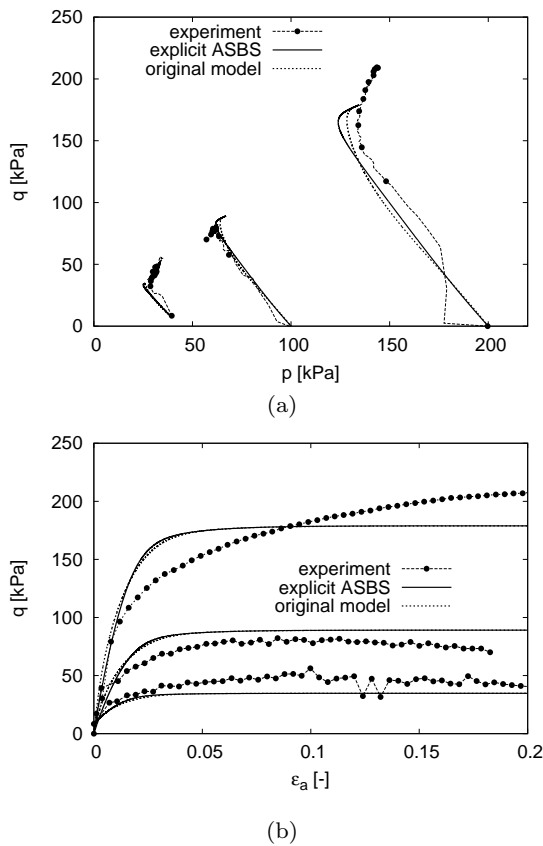 experiment
explicit ASBS
original model
250
200
150
100
50
0
q [kPa]
0
50
100
150
200
p [kPa]
(a)
250
200
150
100
50
0
q [kPa]
experiment
explicit ASBS
original model
0
0.05
0.1
0.15
0.2
εa [-]
(b)